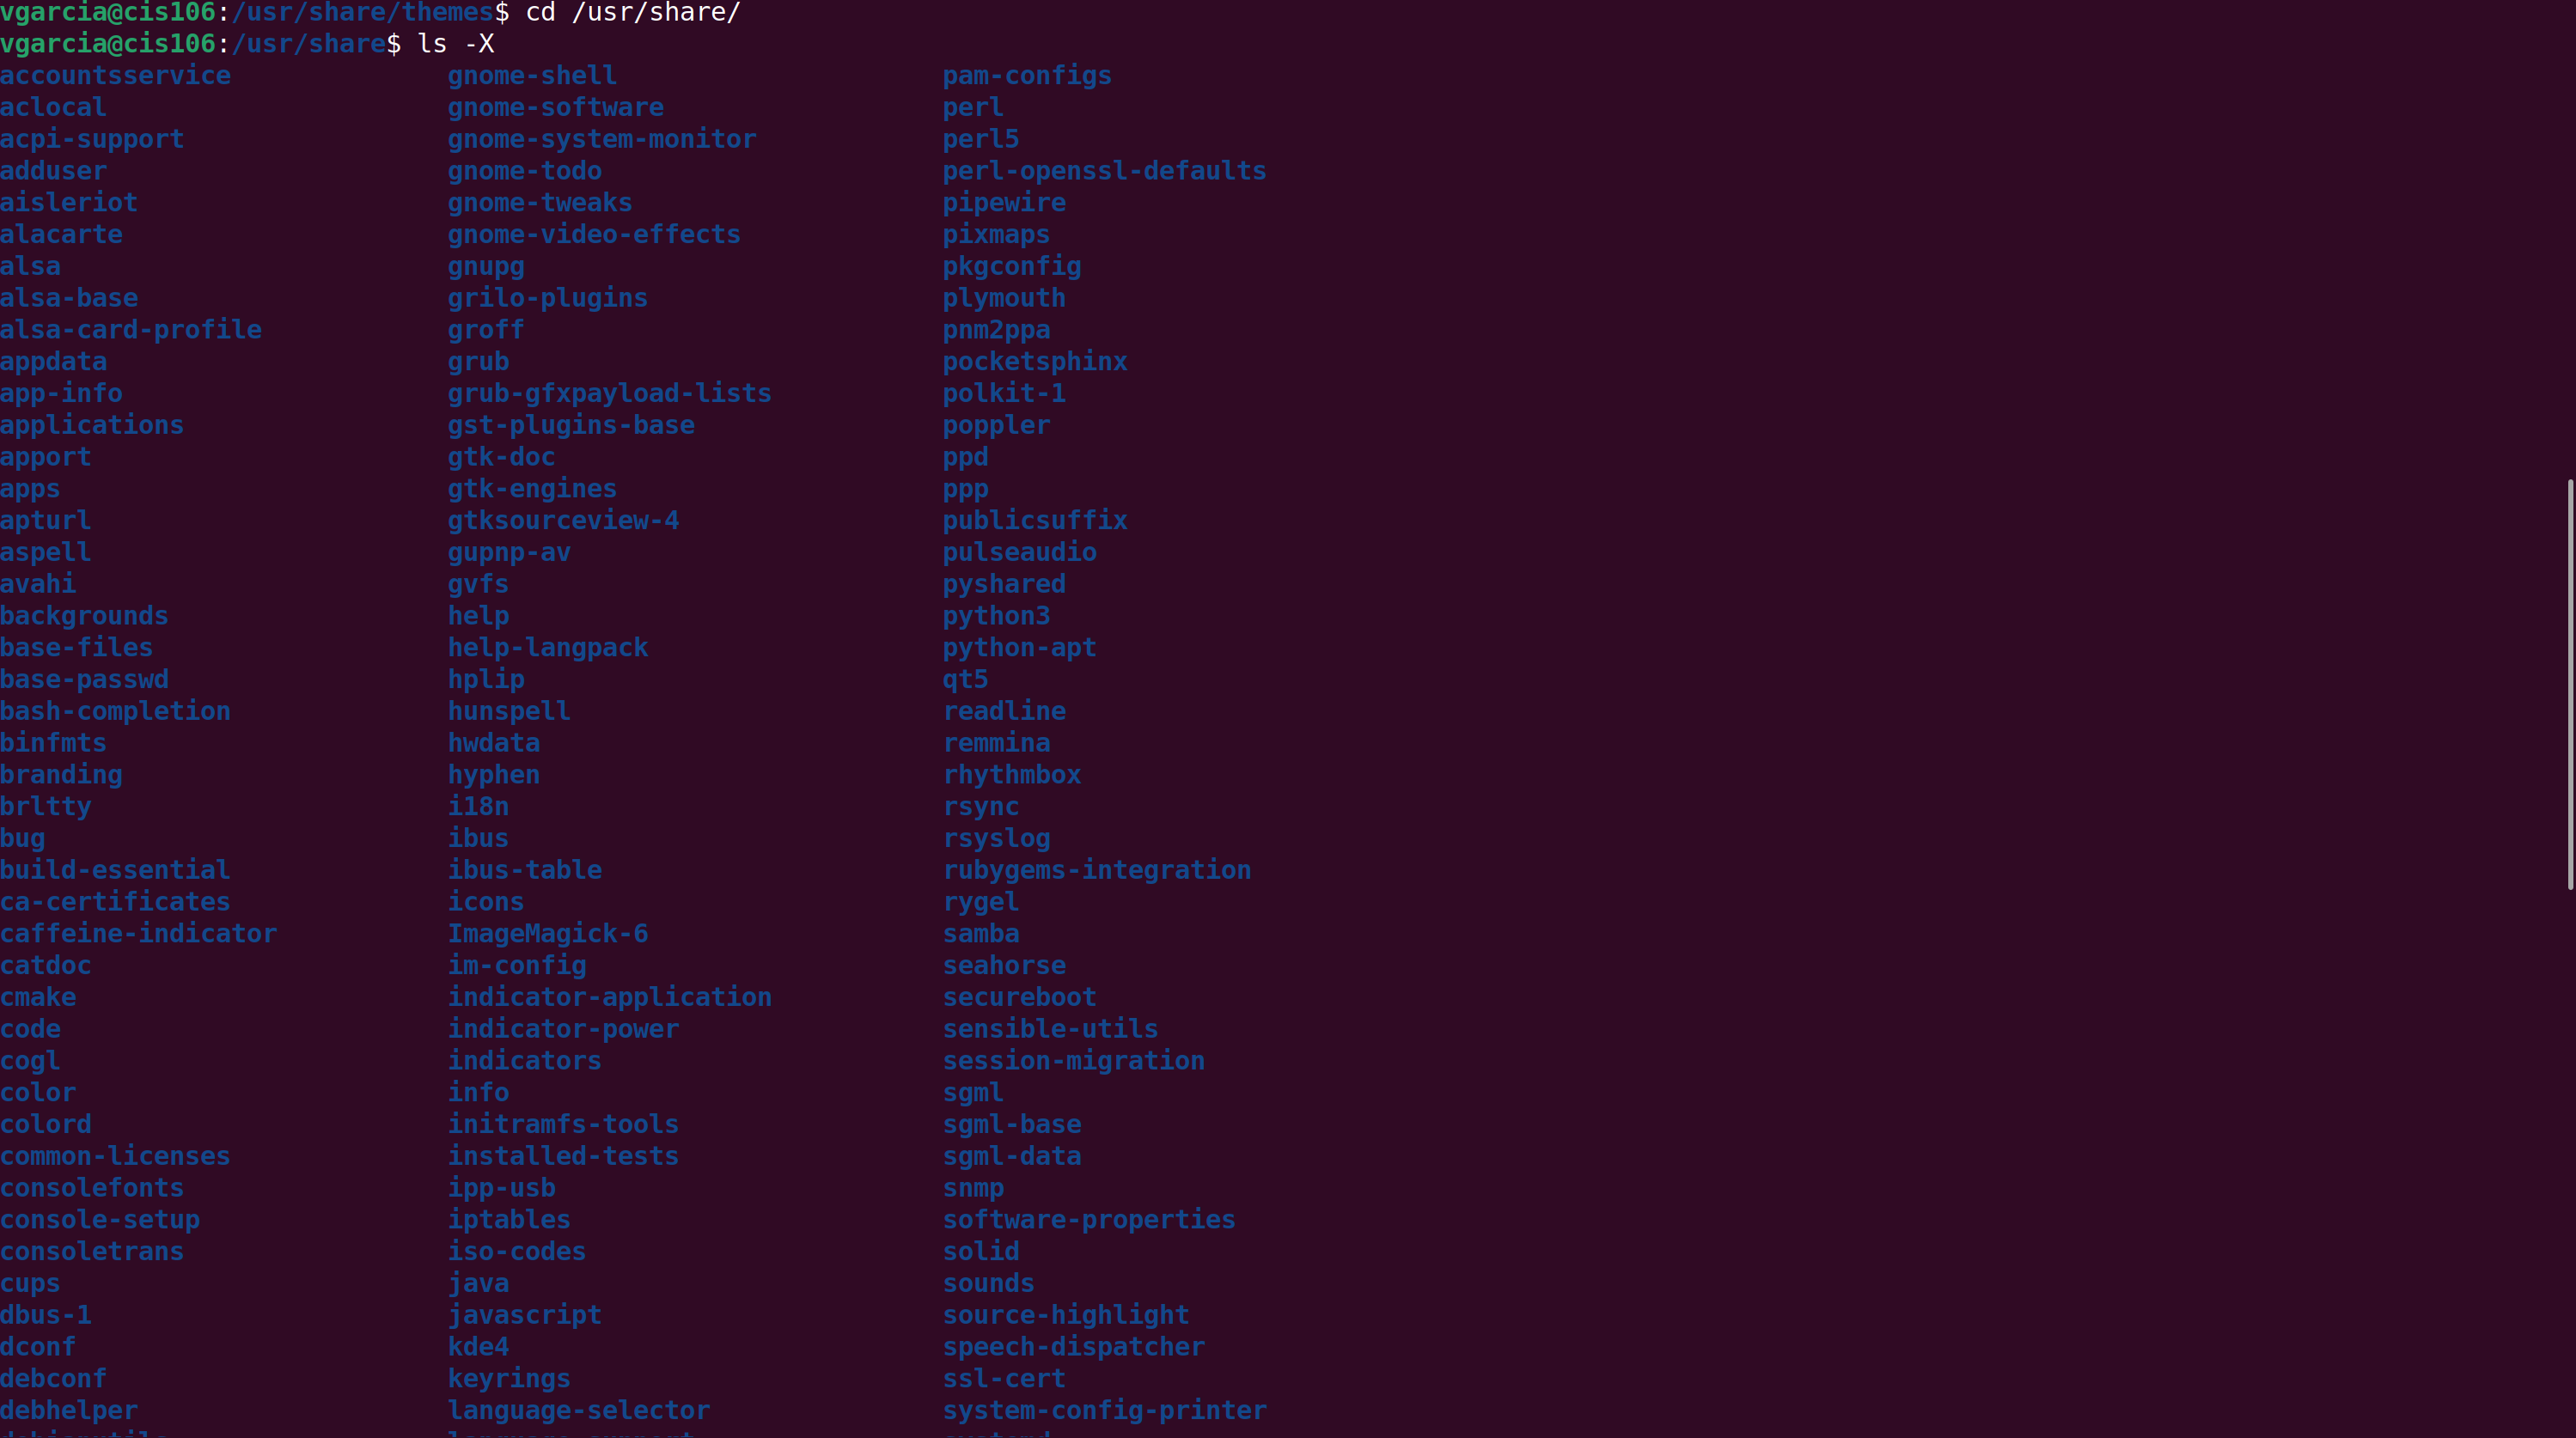 vgarcia@cis106:/usr/share/themes$ cd /usr/share/
vgarcia@cis106:/usr/share$ ls -X
accountsservice gnome-shell pam-configs
aclocal gnome-software perl
acpi-support gnome-system-monitor perl5
adduser gnome-todo perl-openssl-defaults
aisleriot gnome-tweaks pipewire
alacarte gnome-video-effects pixmaps
alsa gnupg pkgconfig
alsa-base grilo-plugins plymouth
alsa-card-profile groff pnm2ppa
appdata grub pocketsphinx
app-info grub-gfxpayload-lists polkit-1
applications gst-plugins-base poppler
apport gtk-doc ppd
apps gtk-engines ppp
apturl gtksourceview-4 publicsuffix
aspell gupnp-av pulseaudio
avahi gvfs pyshared
backgrounds help python3
base-files help-langpack python-apt
base-passwd hplip qt5
bash-completion hunspell readline
binfmts hwdata remmina
branding hyphen rhythmbox
brltty i18n rsync
bug ibus rsyslog
build-essential ibus-table rubygems-integration
ca-certificates icons rygel
caffeine-indicator ImageMagick-6 samba
catdoc im-config seahorse
cmake indicator-application secureboot
code indicator-power sensible-utils
cogl indicators session-migration
color info sgml
colord initramfs-tools sgml-base
common-licenses installed-tests sgml-data
consolefonts ipp-usb snmp
console-setup iptables software-properties
consoletrans iso-codes solid
cups java sounds
dbus-1 javascript source-highlight
dconf kde4 speech-dispatcher
debconf keyrings ssl-cert
debhelper language-selector system-config-printer